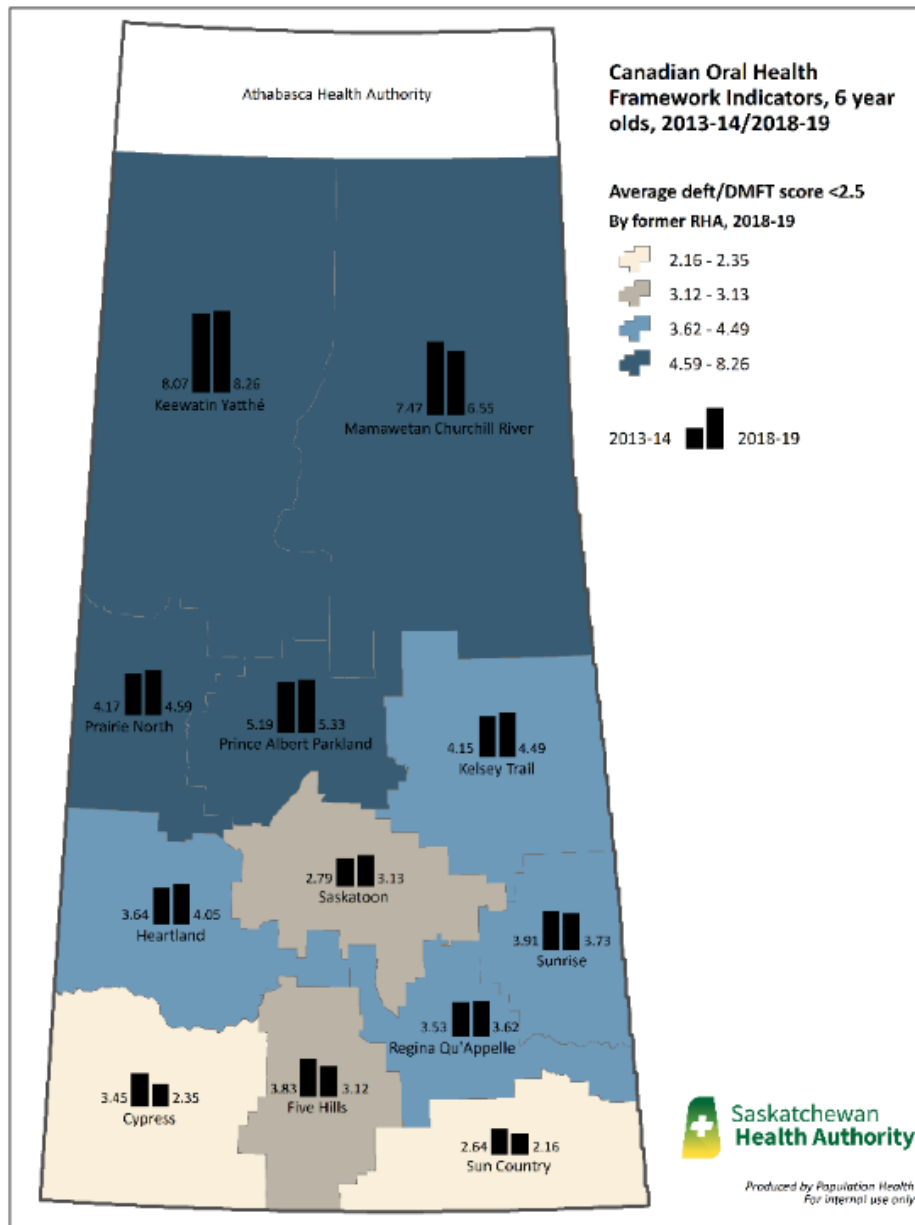 Athabasca Health Authority
Canadian Oral Health
Framework Indicators, 6 year
olds, 2013-14/2018-19
Average deft/DMFT score <2.5
By former RHA, 2018-19
2.16 - 2.35
3.12 - 3.13
3.62 - 4.49
4.59 - 8.26
2013-14 2018-19
8.07 8.26
Keewatin Yatthé
7.47 6.55
Mamawetan Churchill River
4.17 4.59
Prairie North
5.19 5.33
Prince Albert Parkland
4.15 4.49
Kelsey Trail
2.79 3.13
Saskatoon
3.64 4.05
Heartland
3.91 3.73
Sunrise
3.53 3.62
Regina Qu'Appelle
3.45 2.35
Cypress
3.83 3.12
Five Hills
2.64 2.16
Sun Country
Saskatchewan
Health Authority
Produced by Population Health
For internal use only